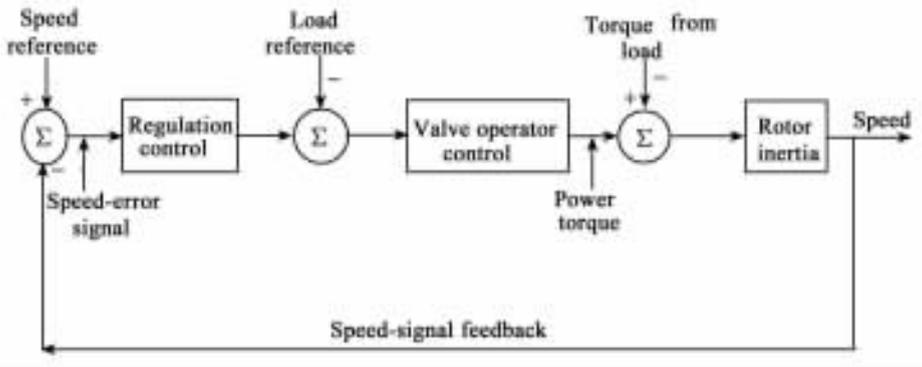 Speed
reference
Load
reference
Torque from
load
+
−
−
+
Σ
Regulation
control
Σ
Valve operator
control
Σ
Rotor
inertia
Speed
−
Speed-error
signal
Power
torque
Speed-signal feedback